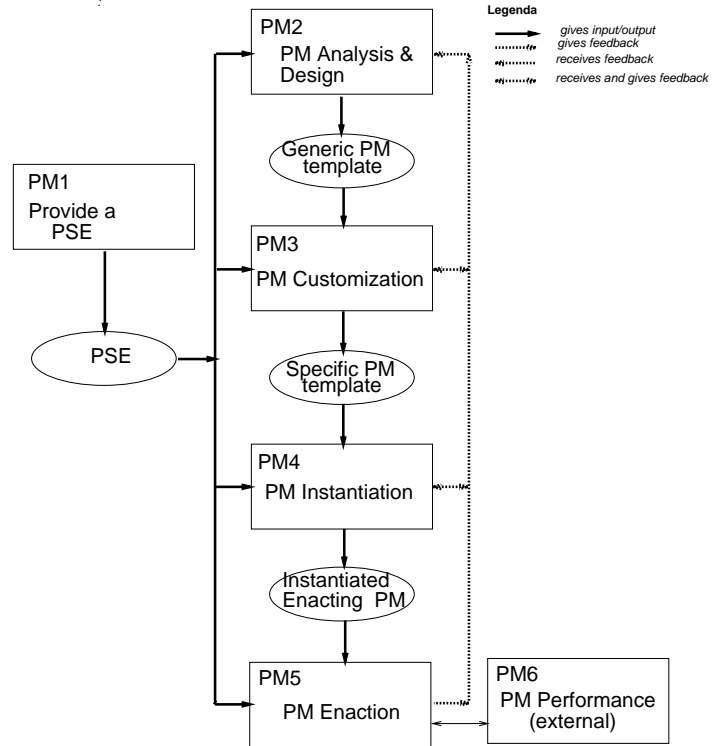 Legenda
gives input/output
gives feedback
receives feedback
receives and gives feedback
PM2
PM Analysis &
Design
Generic PM
template
PM1
Provide a
PSE
PM3
PM Customization
PSE
Specific PM
template
PM4
PM Instantiation
Instantiated
Enacting PM
PM5
PM Enaction
PM6
PM Performance
(external)